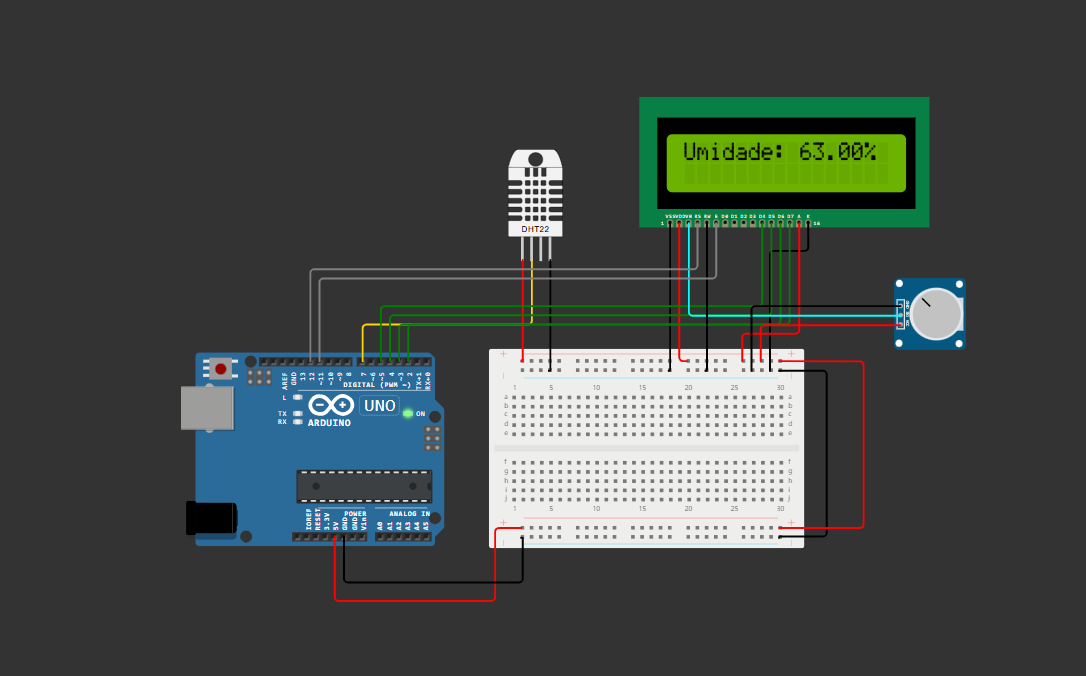 Umidade: 63.00%
VSS VDD V0 RS RW E D0 D1 D2 D3 D4 D5 D6 D7 A K
1 16
DHT22
AREF GND 13 12 ~11 ~10 ~9 8 7 ~6 ~5 4 ~3 2 TX→1 RX←0
DIGITAL (PWM ~)
L
TX
RX
UNO
ON
ARDUINO
POWER
ANALOG IN
IOREF RESET 3.3V 5V GND GND Vin A0 A1 A2 A3 A4 A5
+ +
- -
1 5 10 15 20 25 30
a a
b b
c c
d d
e e
f f
g g
h h
i i
j j
1 5 10 15 20 25 30
+ +
- -